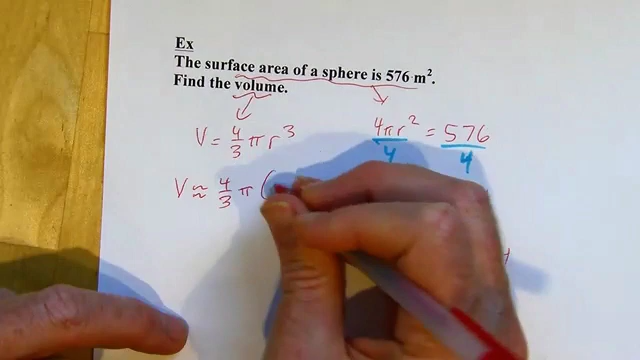 Ex
The surface area of a sphere is 576 m².
Find the volume.
V = 4/3 π r³
4πr² = 576
4 4
V ≈ 4/3 π (